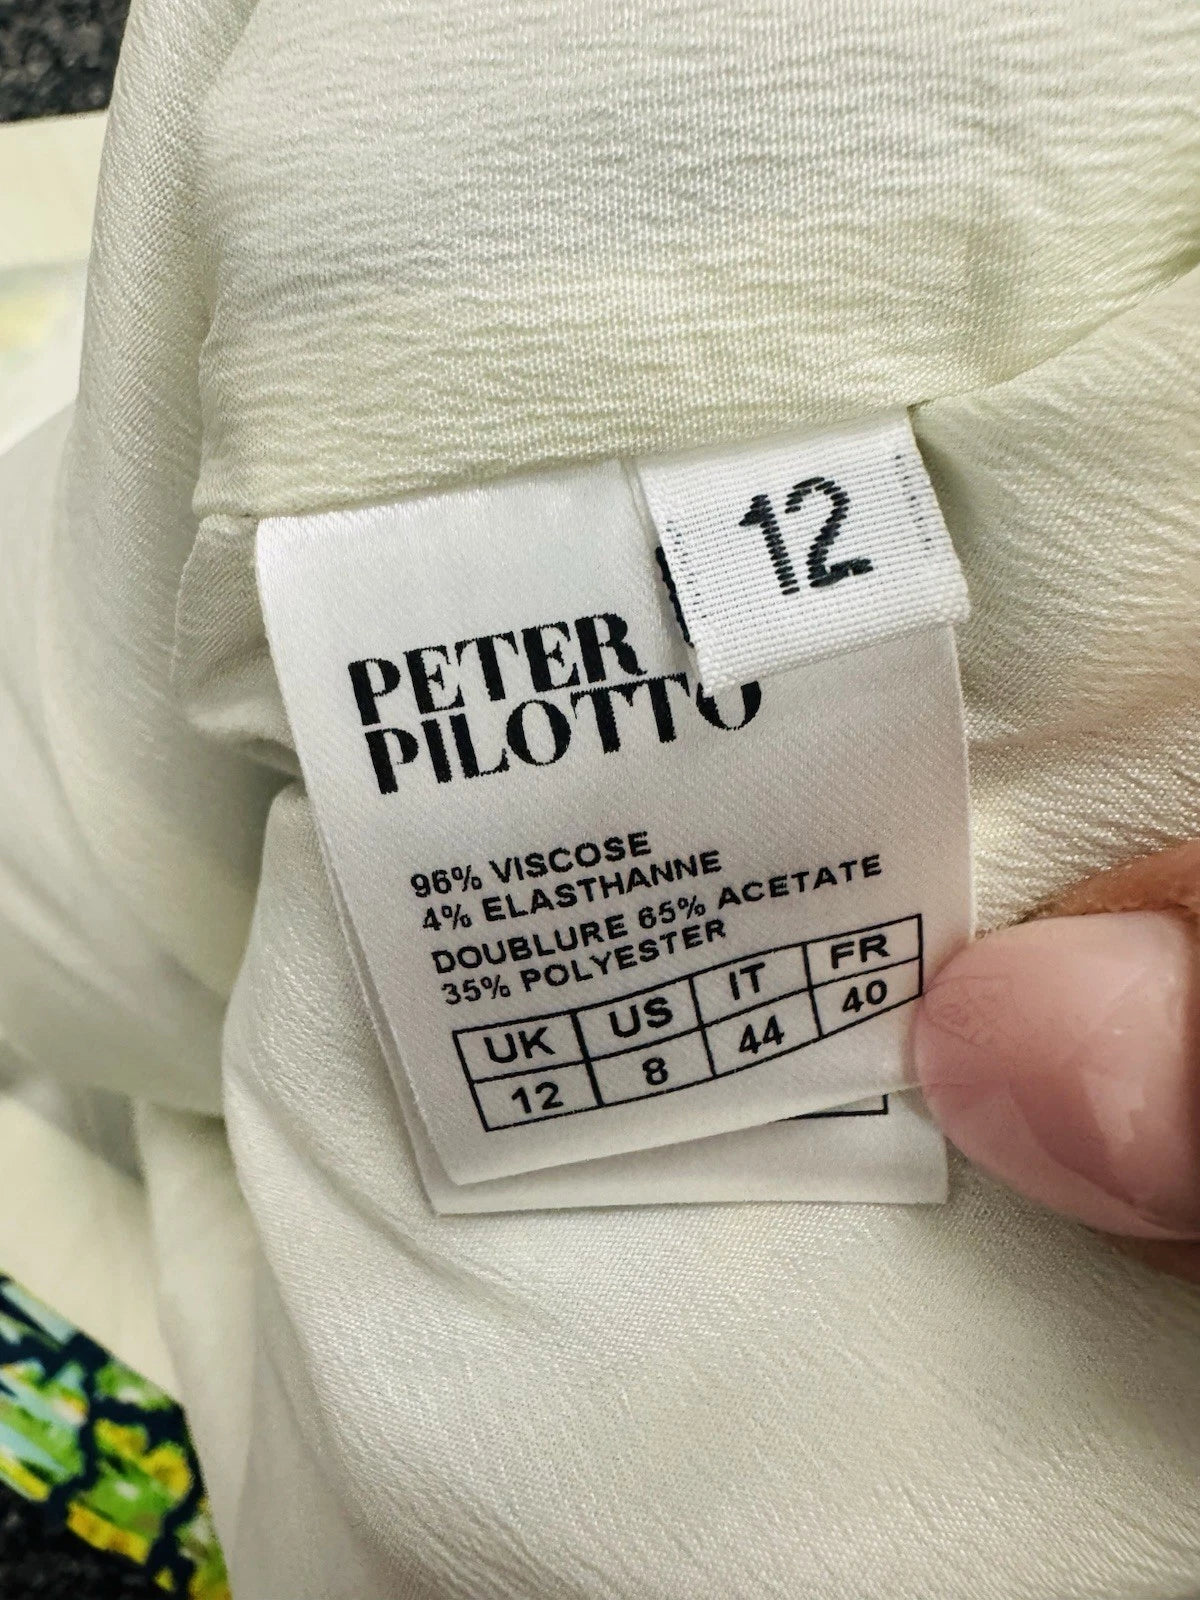 12
PETER
PILOTTO
96% VISCOSE
4% ELASTHANNE
DOUBLURE 65% ACETATE
35% POLYESTER
UK US IT FR
12 8 44 40